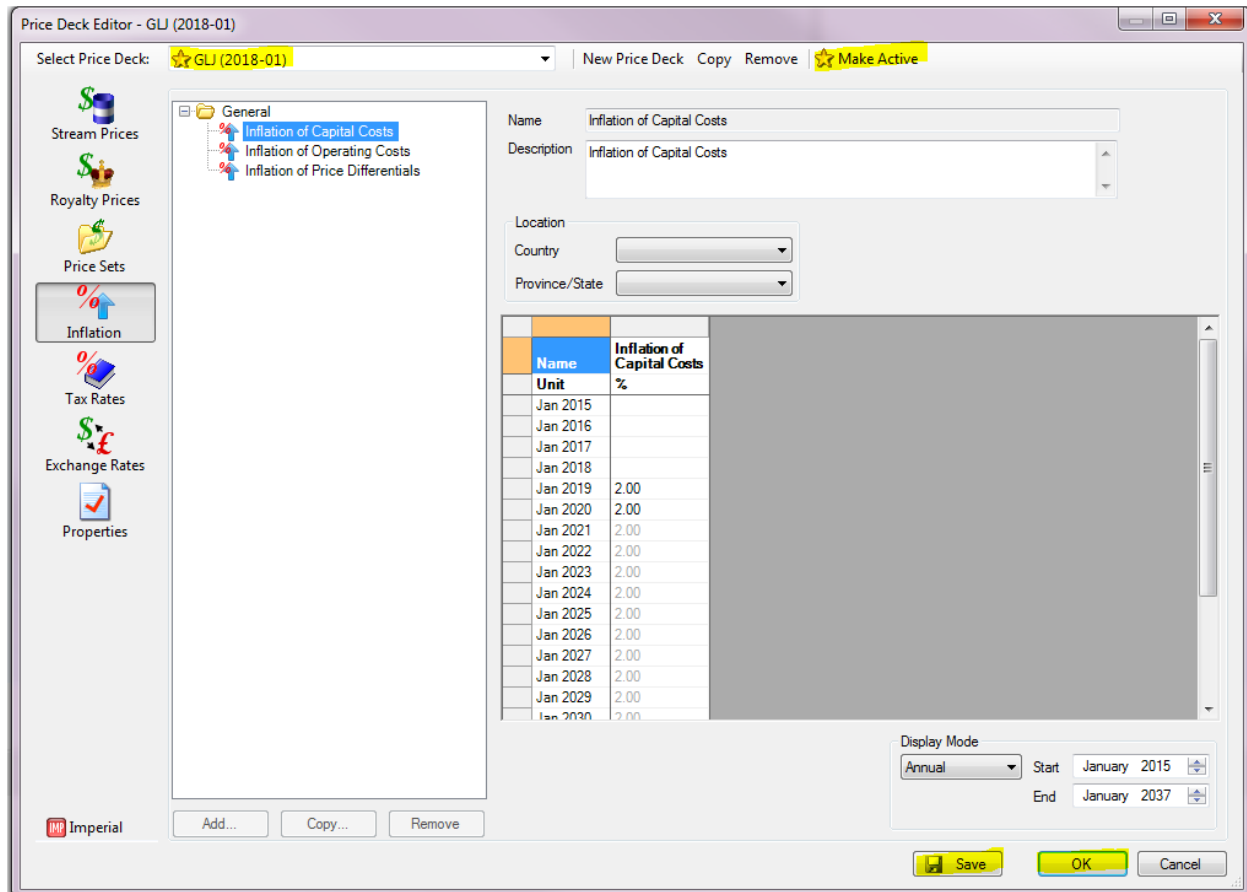 Price Deck Editor - GLJ (2018-01)
Select Price Deck: GLJ (2018-01) New Price Deck Copy Remove Make Active
Stream Prices
Royalty Prices
Price Sets
Inflation
Tax Rates
Exchange Rates
Properties
Imperial
General
Inflation of Capital Costs
Inflation of Operating Costs
Inflation of Price Differentials
Add... Copy... Remove
Name Inflation of Capital Costs
Description Inflation of Capital Costs
Location
Country
Province/State
Name Inflation of Capital Costs
Unit %
Jan 2015
Jan 2016
Jan 2017
Jan 2018
Jan 2019 2.00
Jan 2020 2.00
Jan 2021 2.00
Jan 2022 2.00
Jan 2023 2.00
Jan 2024 2.00
Jan 2025 2.00
Jan 2026 2.00
Jan 2027 2.00
Jan 2028 2.00
Jan 2029 2.00
Jan 2030 2.00
Display Mode
Annual Start January 2015
End January 2037
Save OK Cancel